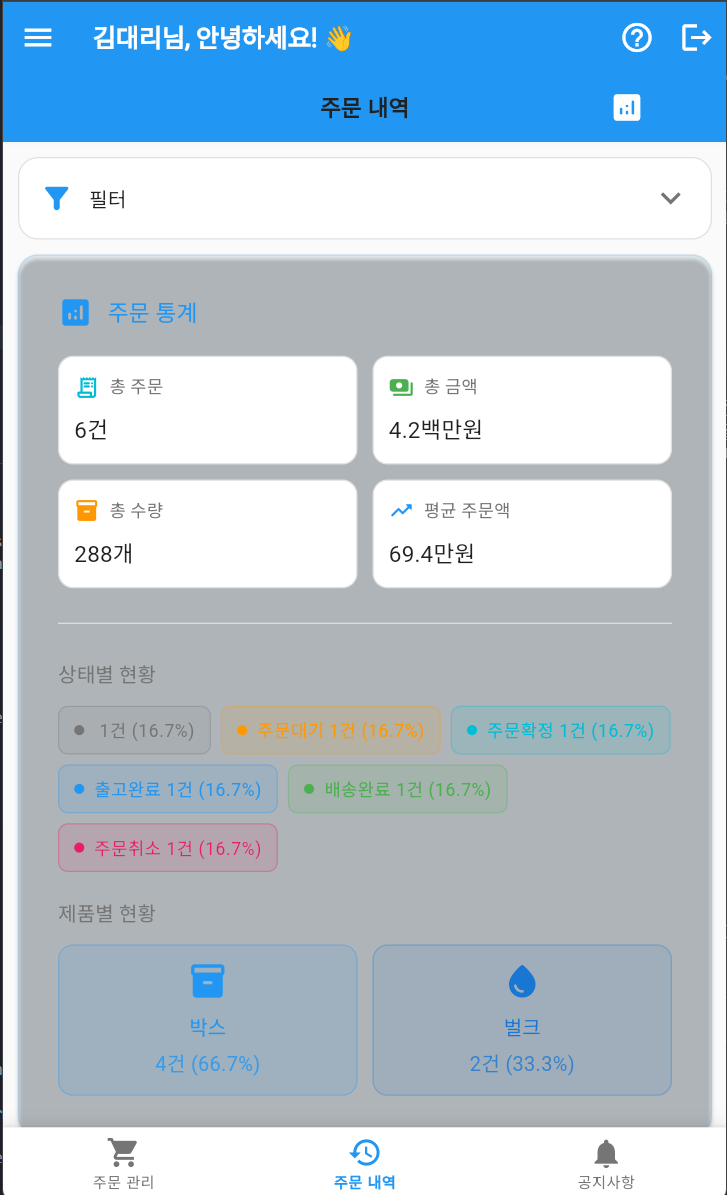 김대리님, 안녕하세요! 👋
주문 내역
필터
주문 통계
총 주문
6건
총 금액
4.2백만원
총 수량
288개
평균 주문액
69.4만원
상태별 현황
1건 (16.7%)
주문대기 1건 (16.7%)
주문확정 1건 (16.7%)
출고완료 1건 (16.7%)
배송완료 1건 (16.7%)
주문취소 1건 (16.7%)
제품별 현황
박스
4건 (66.7%)
벌크
2건 (33.3%)
주문 관리
주문 내역
공지사항